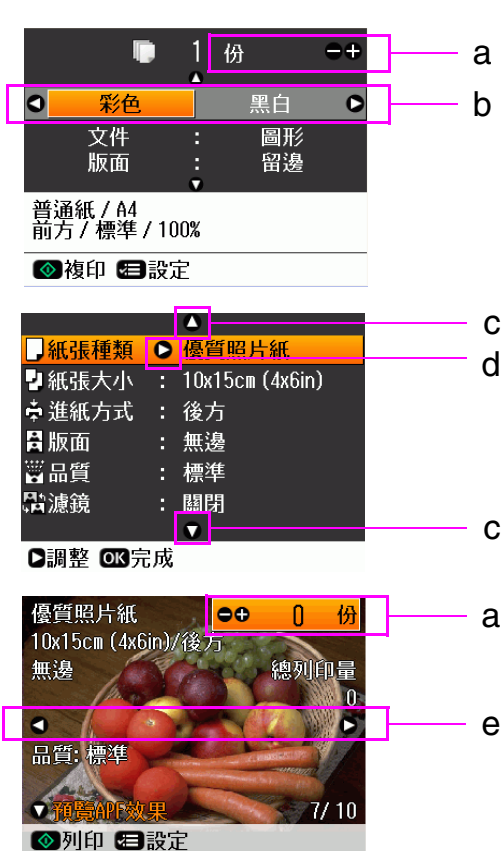 1 份 −+ a
彩色 黑白 b
文件 : 圖形
版面 : 留邊
普通紙 / A4
前方 / 標準 / 100%
複印 設定
c
紙張種類 優質照片紙 d
紙張大小 : 10x15cm (4x6in)
進紙方式 : 後方
版面 : 無邊
品質 : 標準
濾鏡 : 關閉
c
調整 OK 完成
優質照片紙 −+ 0 份 a
10x15cm (4x6in)/後方
無邊 總列印量
0
e
品質: 標準
預覽APF效果 7/ 10
列印 設定